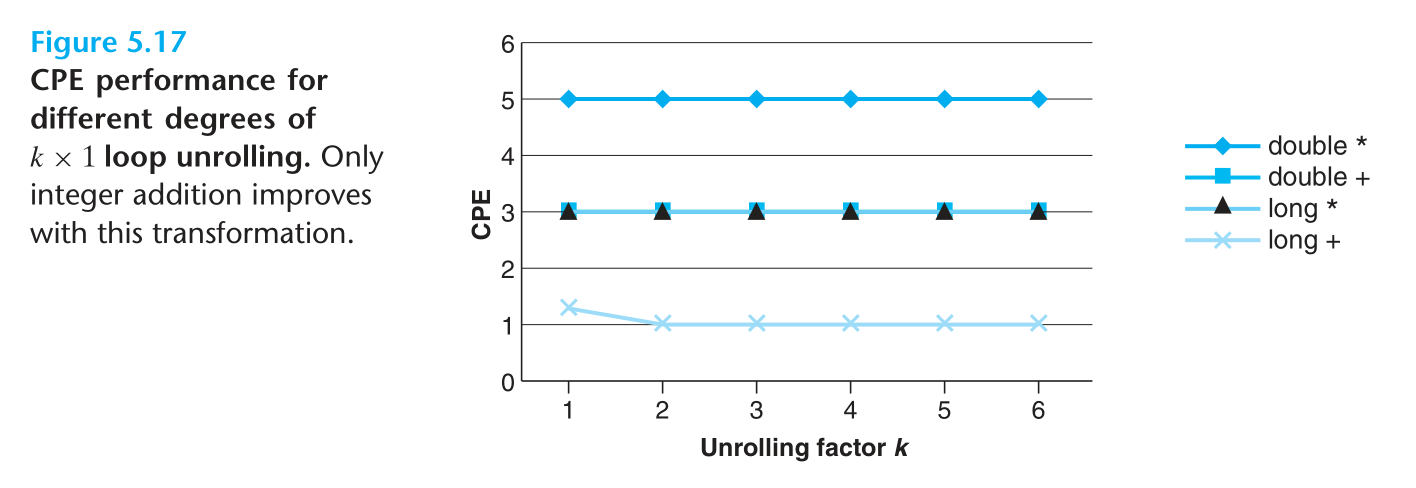 Figure 5.17
CPE performance for
different degrees of
k × 1 loop unrolling. Only
integer addition improves
with this transformation.
6
5
4
3
2
1
0
CPE
1 2 3 4 5 6
Unrolling factor k
double *
double +
long *
long +